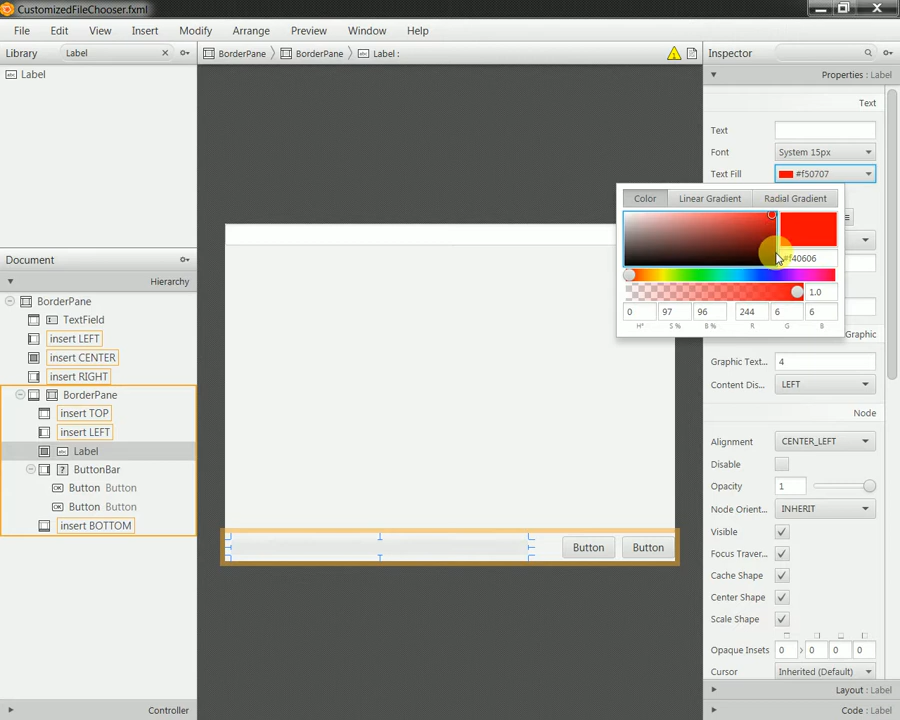 CustomizedFileChooser.fxml
File Edit View Insert Modify Arrange Preview Window Help
Library Label BorderPane BorderPane Label : Inspector
Label
Properties : Label
Text
Text
Font System 15px
Text Fill #f50707
Color Linear Gradient Radial Gradient
#f40606
1.0
0 97 96 244 6 6
H° S % B % R G B
Graphic
Graphic Text... 4
Content Dis... LEFT
Node
Alignment CENTER_LEFT
Disable
Opacity 1
Node Orien... INHERIT
Visible
Focus Traver...
Cache Shape
Center Shape
Scale Shape
Opaque Insets 0 0 0 0
Cursor Inherited (Default)
Layout : Label
Code : Label
Document
Hierarchy
BorderPane
TextField
insert LEFT
insert CENTER
insert RIGHT
BorderPane
insert TOP
insert LEFT
Label
ButtonBar
Button Button
Button Button
insert BOTTOM
Controller
Button Button